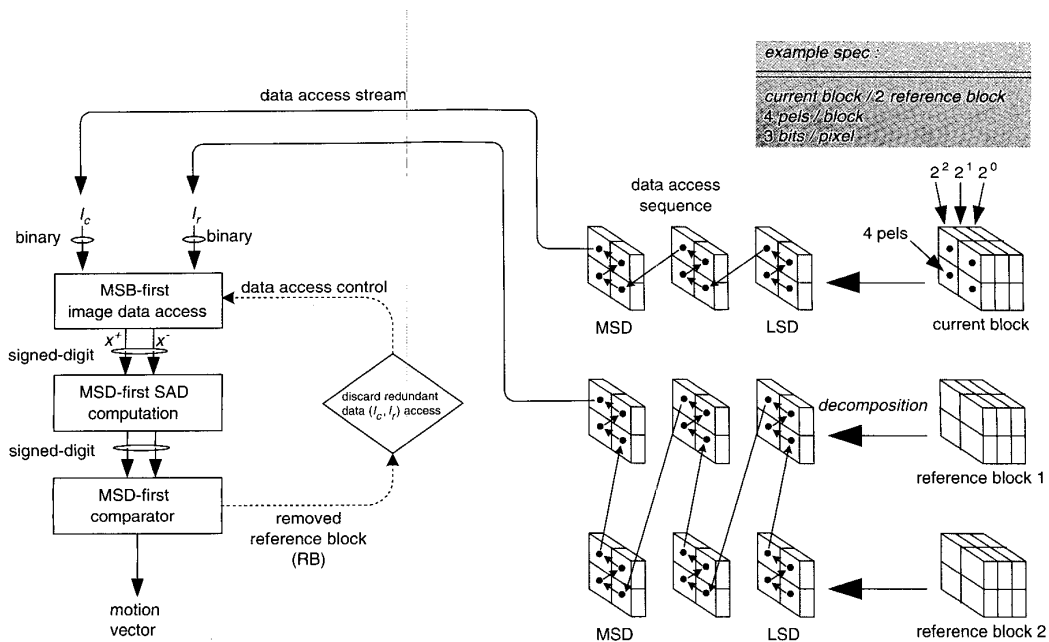 example spec :
current block / 2 reference block
4 pels / block
3 bits / pixel
data access stream
data access
sequence
2² 2¹ 2⁰
4 pels
I_c
I_r
binary
binary
MSB-first
image data access
data access control
MSD
LSD
current block
x⁺ x⁻
signed-digit
MSD-first SAD
computation
discard redundant
data (I_c, I_r) access
decomposition
signed-digit
reference block 1
MSD-first
comparator
removed
reference block
(RB)
motion
vector
MSD
LSD
reference block 2